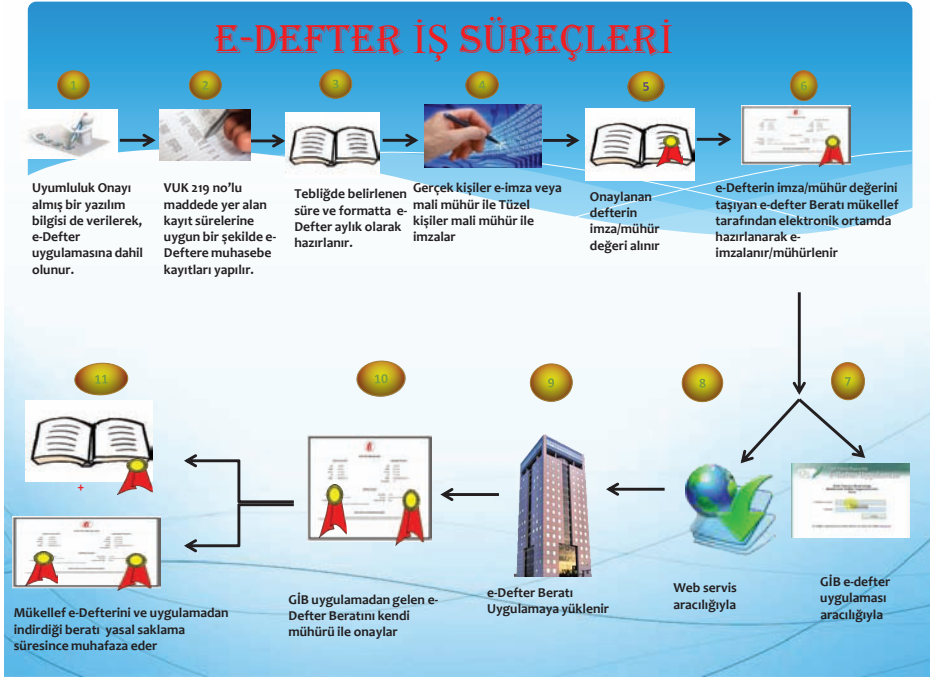 E-DEFTER İŞ SÜREÇLERİ
1
2
3
4
5
6
Uyumluluk Onayı
almış bir yazılım
bilgisi de verilerek,
e-Defter
uygulamasına dahil
olunur.
VUK 219 no’lu
maddede yer alan
kayıt sürelerine
uygun bir şekilde e-
Deftere muhasebe
kayıtları yapılır.
Tebliğde belirlenen
süre ve formatta e-
Defter aylık olarak
hazırlanır.
Gerçek kişiler e-imza veya
mali mühür ile Tüzel
kişiler mali mühür ile
imzalar
Onaylanan
defterin
imza/mühür
değeri alınır
e-Defterin imza/mühür değerini
taşıyan e-defter Beratı mükellef
tarafından elektronik ortamda
hazırlanarak e-
imzalanır/mühürlenir
11
10
9
8
7
+
Mükellef e-Defterini ve uygulamadan
indirdiği beratı yasal saklama
süresince muhafaza eder
GİB uygulamadan gelen e-
Defter Beratını kendi
mühürü ile onaylar
e-Defter Beratı
Uygulamaya yüklenir
Web servis
aracılığıyla
GİB e-defter
uygulaması
aracılığıyla